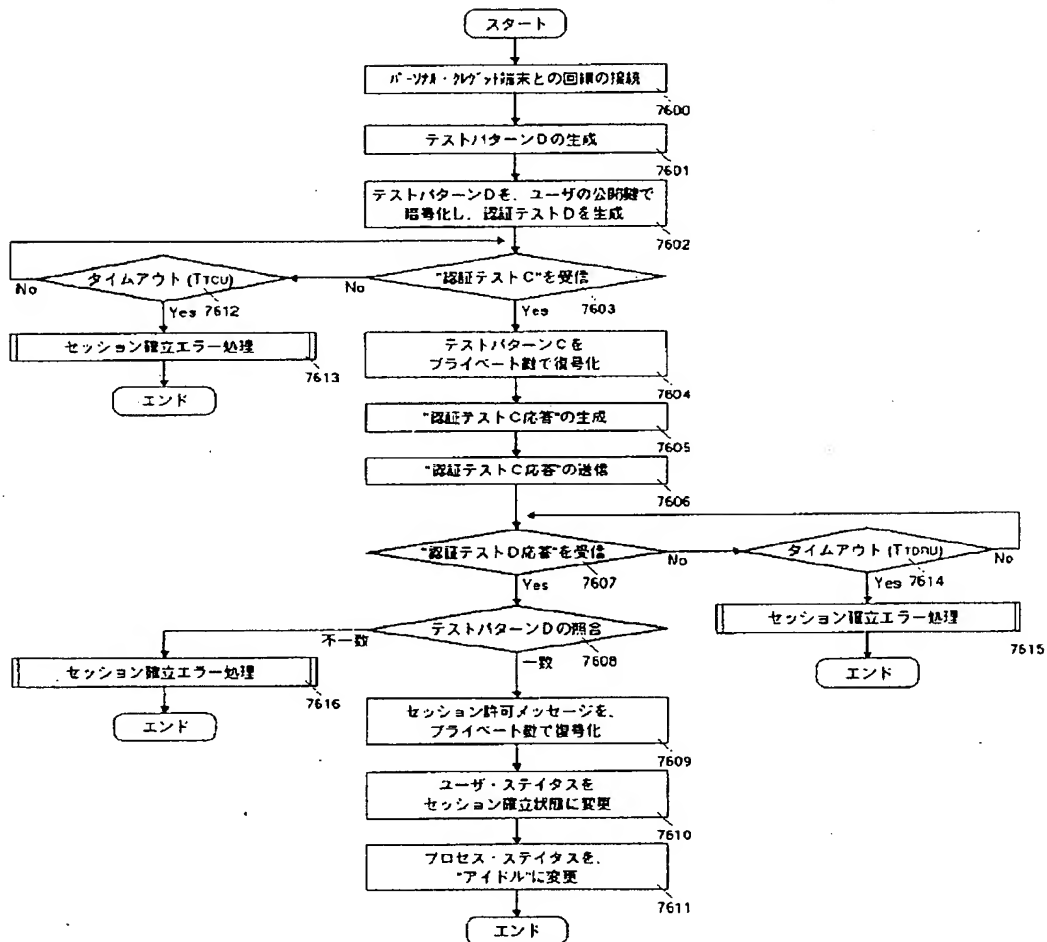 スタート
パーソナル・クレジット端末との回線の接続
7600
テストパターンDの生成
7601
テストパターンDを、ユーザの公開鍵で
暗号化し、認証テストDを生成
7602
"認証テストC"を受信
7603
No
Yes
タイムアウト (TTCU)
7612
No
Yes
セッション確立エラー処理
7613
エンド
テストパターンCを
プライベート鍵で復号化
7604
"認証テストC応答"の生成
7605
"認証テストC応答"の送信
7606
"認証テストD応答"を受信
7607
No
Yes
タイムアウト (TTDRU)
7614
No
Yes
セッション確立エラー処理
7615
エンド
テストパターンDの照合
7608
不一致
一致
セッション確立エラー処理
7616
エンド
セッション許可メッセージを、
プライベート鍵で復号化
7609
ユーザ・ステイタスを
セッション確立状態に変更
7610
プロセス・ステイタスを、
"アイドル"に変更
7611
エンド